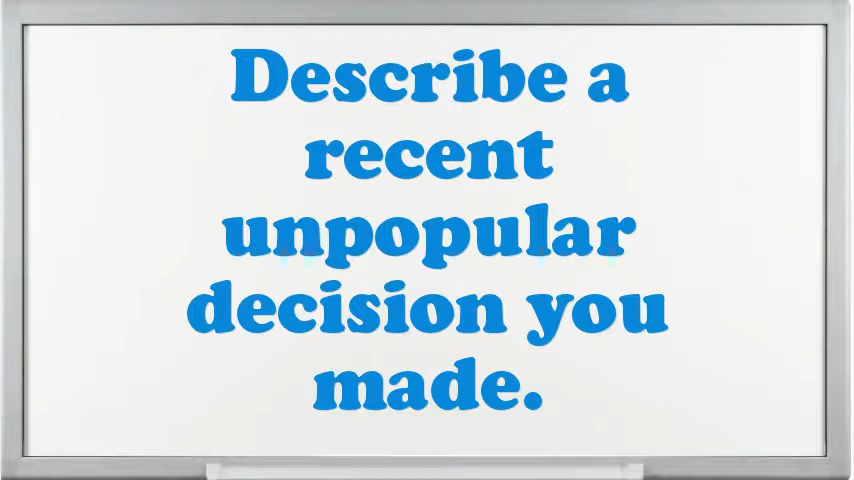 Describe a
recent
unpopular
decision you
made.